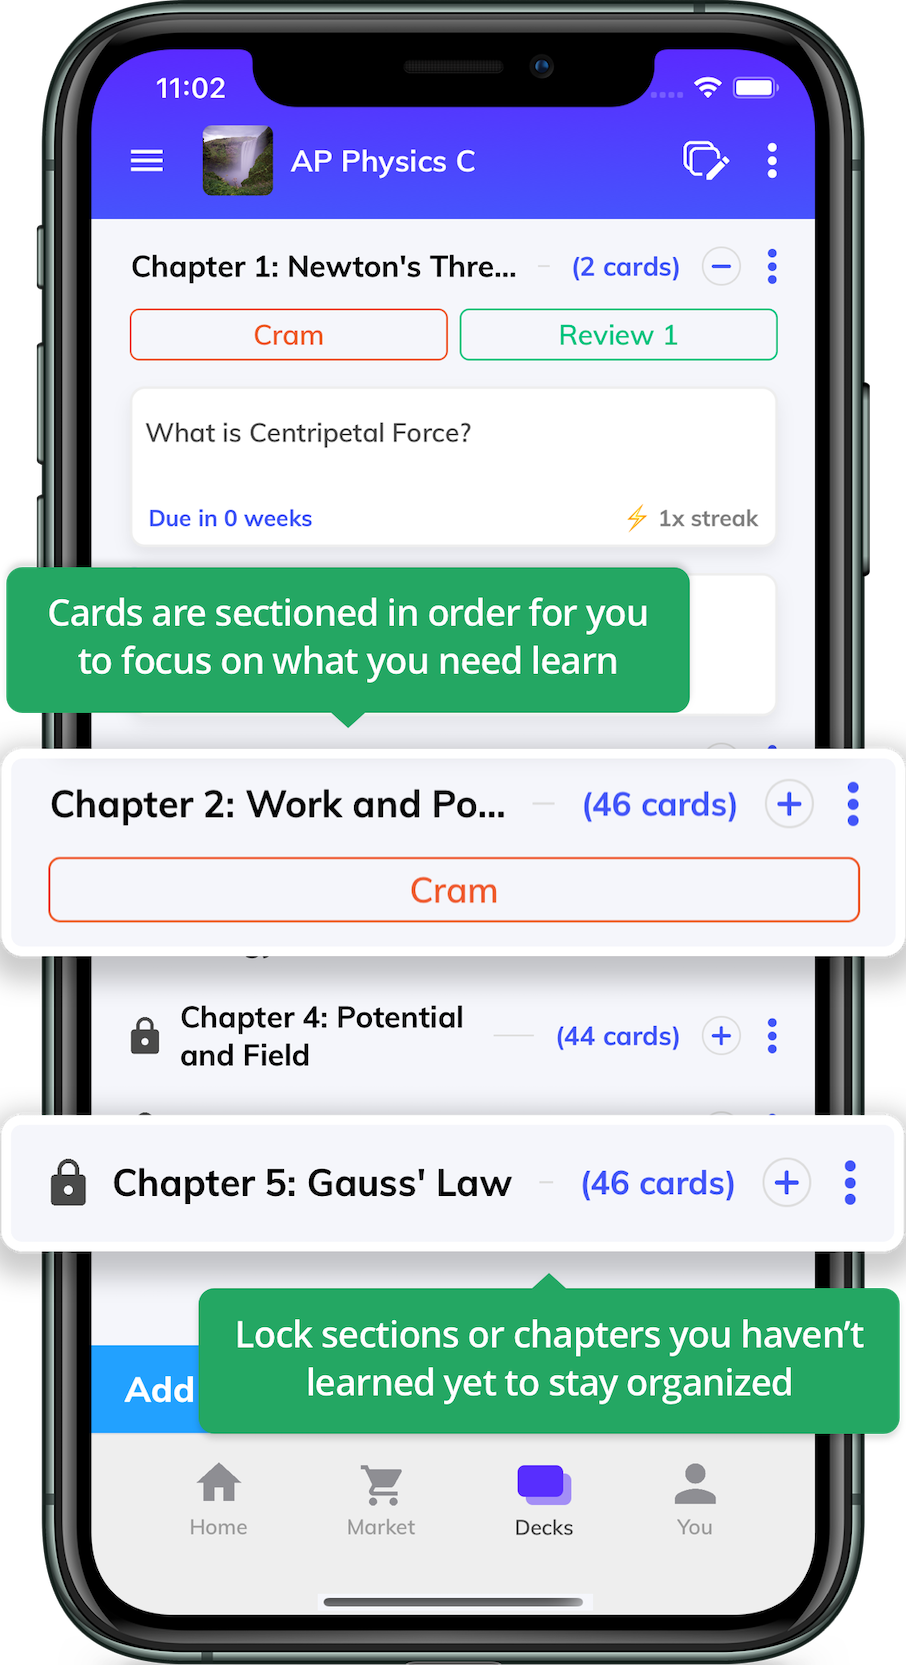 11:02
AP Physics C
Chapter 1: Newton's Thre... (2 cards)
Cram Review 1
What is Centripetal Force?
Due in 0 weeks 1x streak
Cards are sectioned in order for you
to focus on what you need learn
Chapter 2: Work and Po... (46 cards)
Cram
Chapter 4: Potential
and Field (44 cards)
Chapter 5: Gauss' Law (46 cards)
Lock sections or chapters you haven’t
learned yet to stay organized
Add
Home Market Decks You